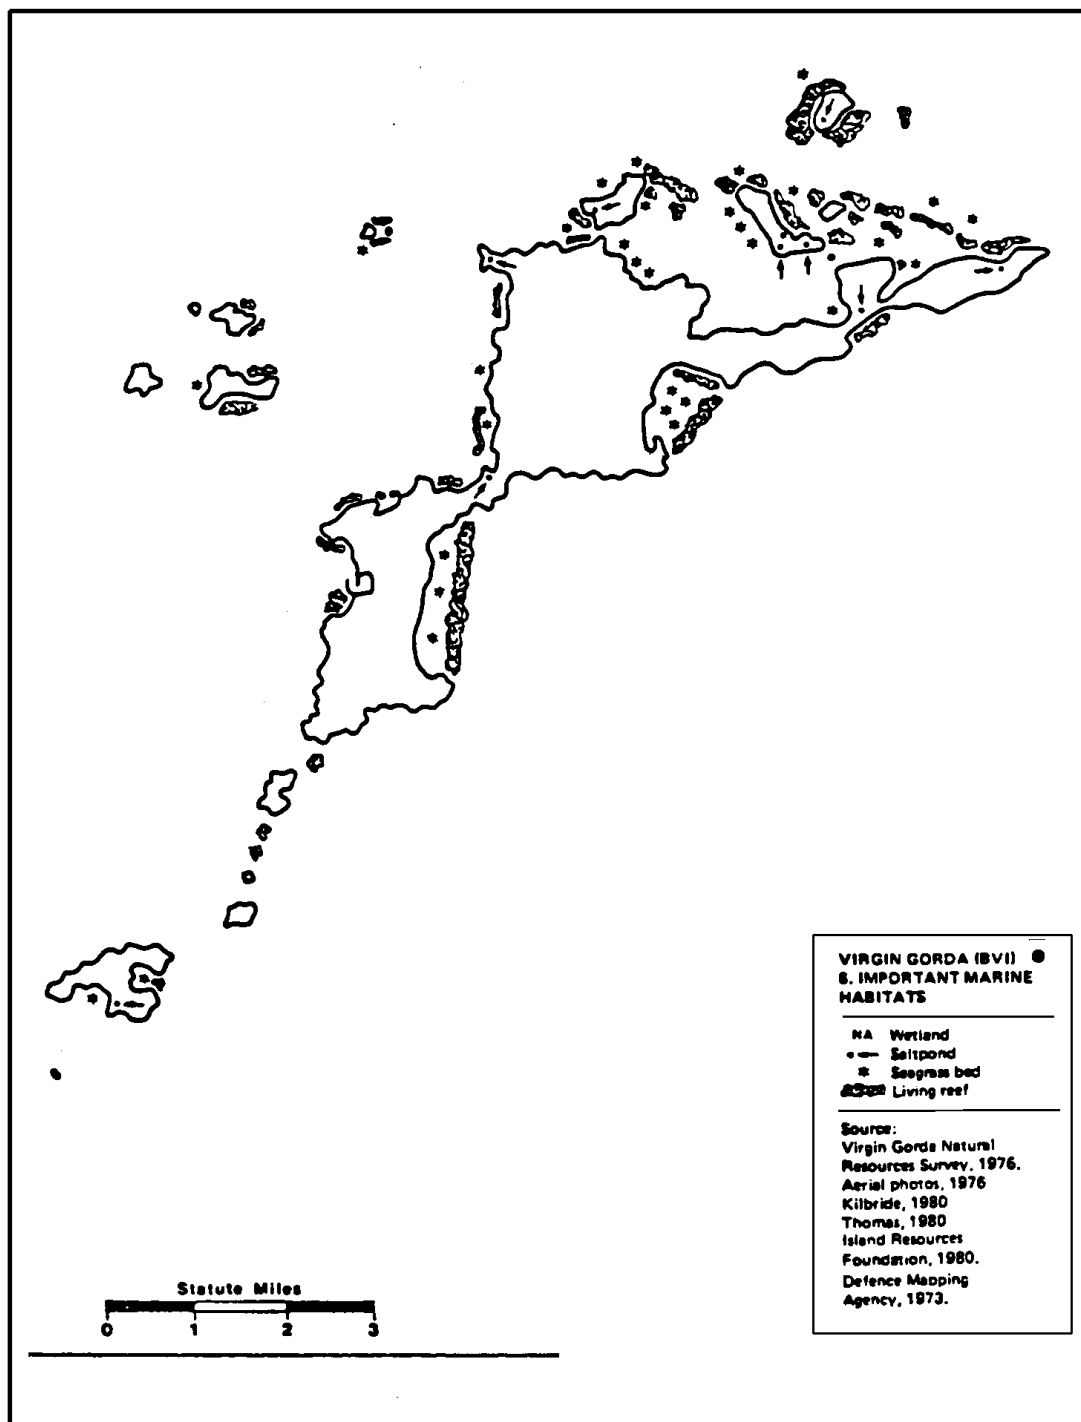 VIRGIN GORDA (BVI)
6. IMPORTANT MARINE
HABITATS
NA Wetland
Saltpond
Seagrass bed
Living reef
Source:
Virgin Gorda Natural
Resources Survey, 1976.
Aerial photos, 1976
Kilbride, 1980
Thomas, 1980
Island Resources
Foundation, 1980.
Defence Mapping
Agency, 1973.
Statute Miles
0 1 2 3